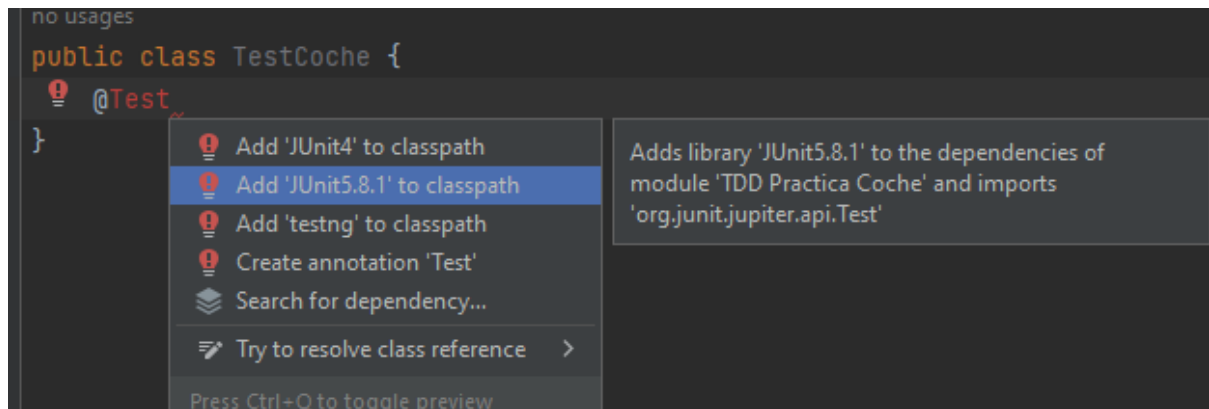 no usages
public class TestCoche {
@Test
}
Add 'JUnit4' to classpath
Add 'JUnit5.8.1' to classpath
Add 'testng' to classpath
Create annotation 'Test'
Search for dependency...
Try to resolve class reference
Press Ctrl+Q to toggle preview
Adds library 'JUnit5.8.1' to the dependencies of
module 'TDD Practica Coche' and imports
'org.junit.jupiter.api.Test'